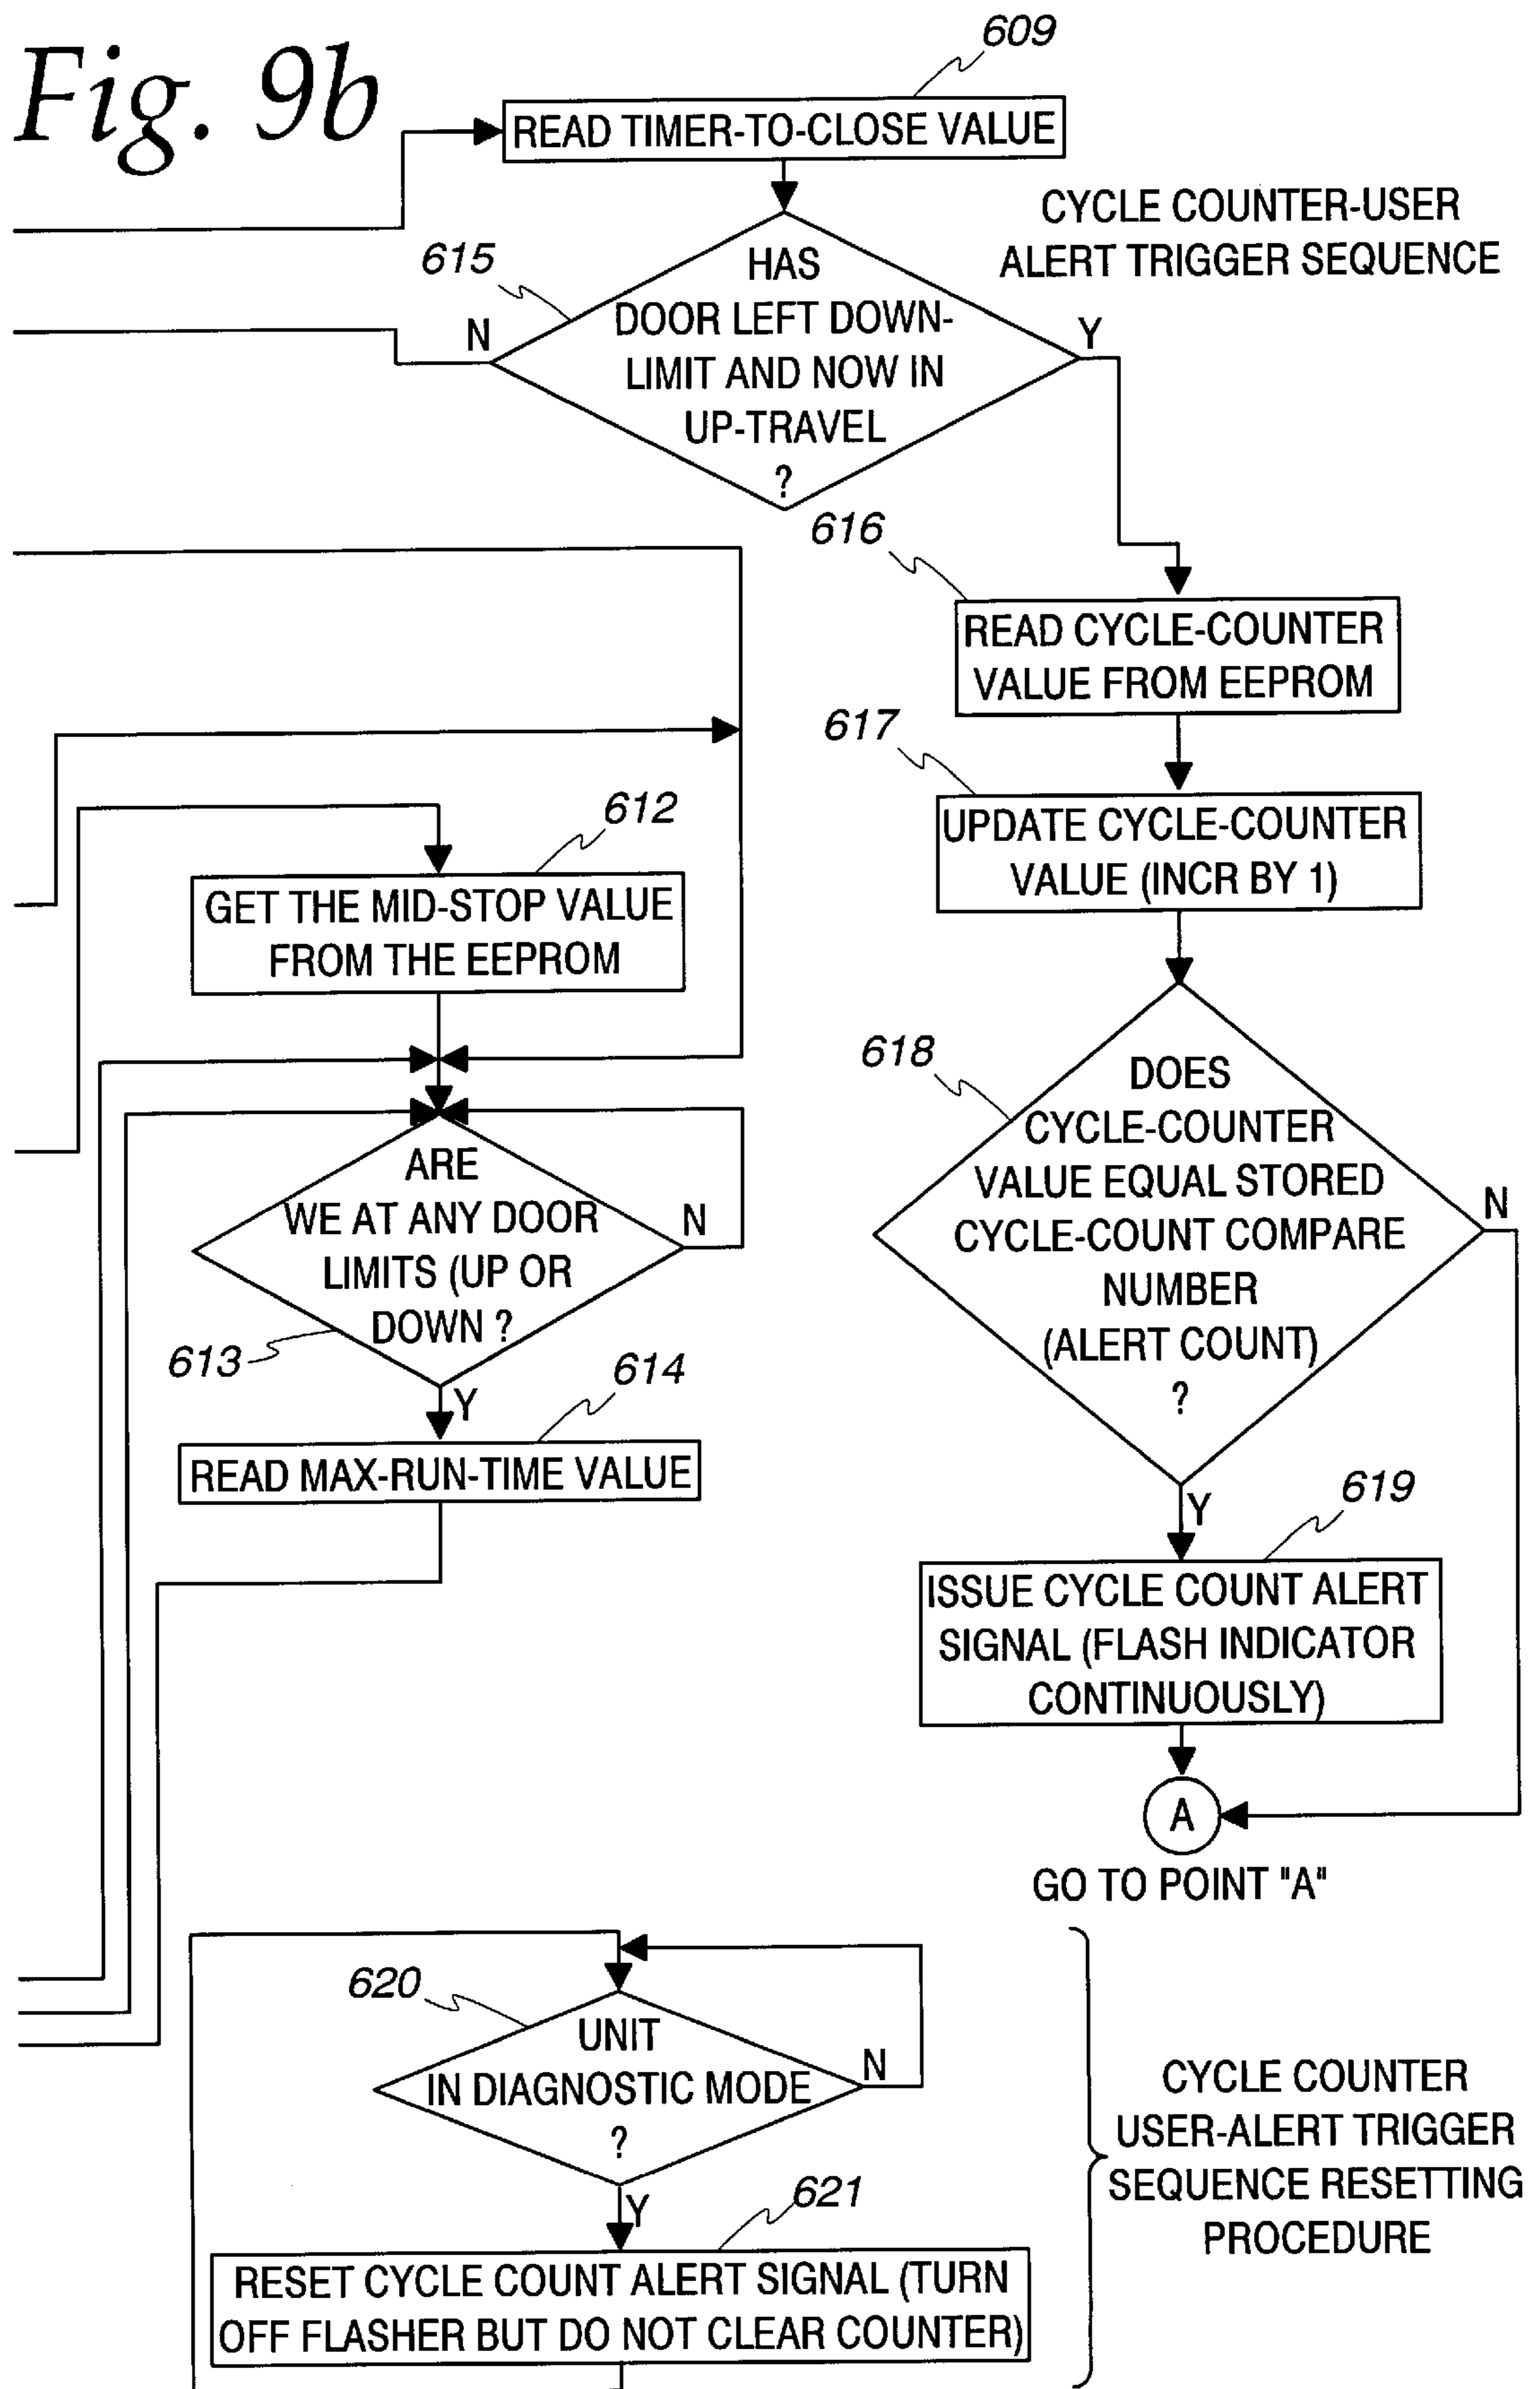 Fig. 9b
609
READ TIMER-TO-CLOSE VALUE
CYCLE COUNTER-USER
ALERT TRIGGER SEQUENCE
615
HAS
DOOR LEFT DOWN-
LIMIT AND NOW IN
UP-TRAVEL
?
N
Y
616
READ CYCLE-COUNTER
VALUE FROM EEPROM
617
UPDATE CYCLE-COUNTER
VALUE (INCR BY 1)
612
GET THE MID-STOP VALUE
FROM THE EEPROM
618
DOES
CYCLE-COUNTER
VALUE EQUAL STORED
CYCLE-COUNT COMPARE
NUMBER
(ALERT COUNT)
?
N
Y
ARE
WE AT ANY DOOR
LIMITS (UP OR
DOWN ?
N
613
Y
614
READ MAX-RUN-TIME VALUE
619
ISSUE CYCLE COUNT ALERT
SIGNAL (FLASH INDICATOR
CONTINUOUSLY)
A
GO TO POINT "A"
620
UNIT
IN DIAGNOSTIC MODE
?
N
Y
621
RESET CYCLE COUNT ALERT SIGNAL (TURN
OFF FLASHER BUT DO NOT CLEAR COUNTER)
CYCLE COUNTER
USER-ALERT TRIGGER
SEQUENCE RESETTING
PROCEDURE